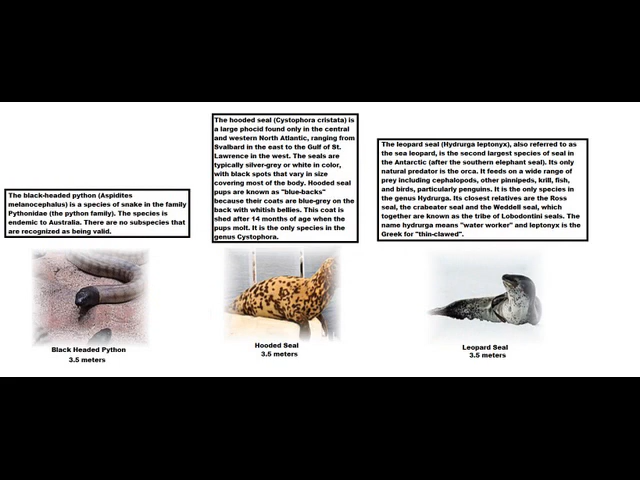 The black-headed python (Aspidites
melanocephalus) is a species of snake in the family
Pythonidae (the python family). The species is
endemic to Australia. There are no subspecies that
are recognized as being valid.
Black Headed Python
3.5 meters
The hooded seal (Cystophora cristata) is
a large phocid found only in the central
and western North Atlantic, ranging from
Svalbard in the east to the Gulf of St.
Lawrence in the west. The seals are
typically silver-grey or white in color,
with black spots that vary in size
covering most of the body. Hooded seal
pups are known as "blue-backs"
because their coats are blue-grey on the
back with whitish bellies. This coat is
shed after 14 months of age when the
pups molt. It is the only species in the
genus Cystophora.
Hooded Seal
3.5 meters
The leopard seal (Hydrurga leptonyx), also referred to as
the sea leopard, is the second largest species of seal in
the Antarctic (after the southern elephant seal). Its only
natural predator is the orca. It feeds on a wide range of
prey including cephalopods, other pinnipeds, krill, fish,
and birds, particularly penguins. It is the only species in
the genus Hydrurga. Its closest relatives are the Ross
seal, the crabeater seal and the Weddell seal, which
together are known as the tribe of Lobodontini seals. The
name hydrurga means "water worker" and leptonyx is the
Greek for "thin-clawed".
Leopard Seal
3.5 meters